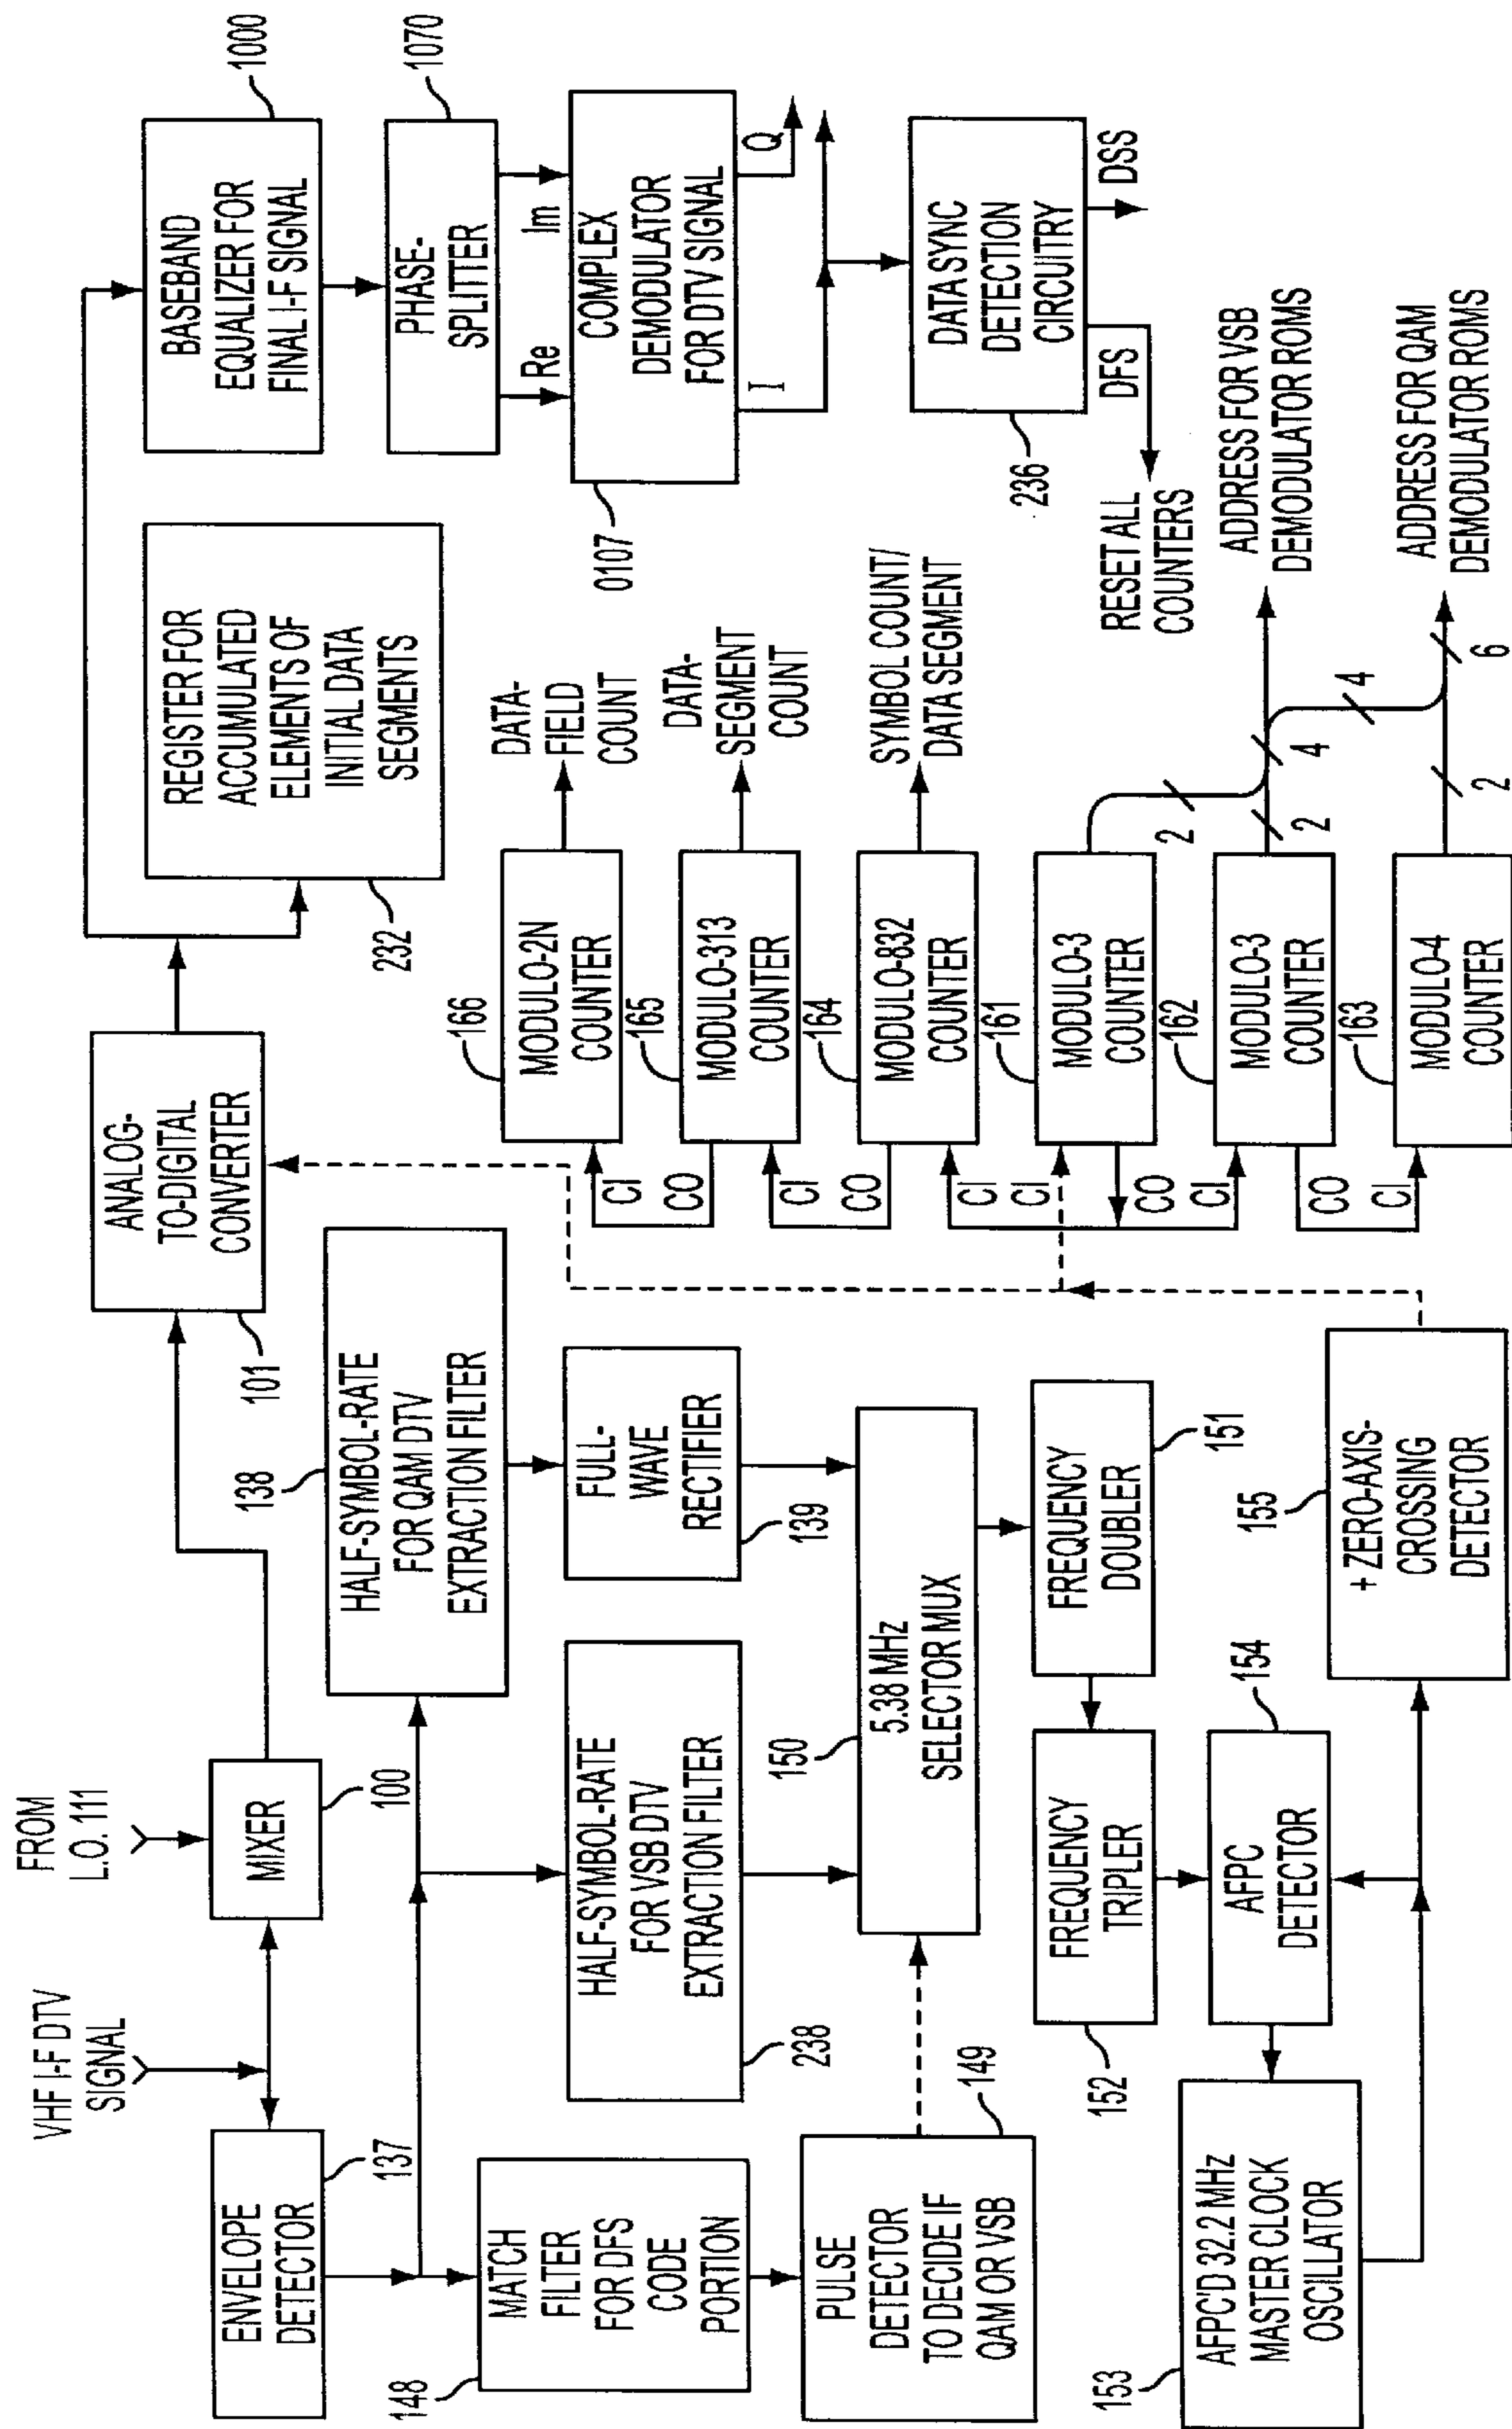 VHF I-F DTV
SIGNAL
FROM
L.O. 111
ENVELOPE
DETECTOR
137
MIXER
100
ANALOG-
TO-DIGITAL
CONVERTER
101
REGISTER FOR
ACCUMULATED
ELEMENTS OF
INITIAL DATA
SEGMENTS
232
BASEBAND
EQUALIZER FOR
FINAL I-F SIGNAL
1000
PHASE-
SPLITTER
1070
Re
Im
COMPLEX
DEMODULATOR
FOR DTV SIGNAL
0107
I
Q
DATA SYNC
DETECTION
CIRCUITRY
236
DFS
DSS
RESET ALL
COUNTERS
HALF-SYMBOL-RATE
FOR QAM DTV
EXTRACTION FILTER
138
FULL-
WAVE
RECTIFIER
139
HALF-SYMBOL-RATE
FOR VSB DTV
EXTRACTION FILTER
238
MATCH
FILTER
FOR DFS
CODE
PORTION
148
PULSE
DETECTOR
TO DECIDE IF
QAM OR VSB
149
5.38 MHz
SELECTOR MUX
150
FREQUENCY
DOUBLER
151
FREQUENCY
TRIPLER
152
AFPC
DETECTOR
154
AFPC'D 32.2 MHz
MASTER CLOCK
OSCILLATOR
153
+ ZERO-AXIS-
CROSSING
DETECTOR
155
MODULO-2N
COUNTER
166
CI
DATA-
FIELD
COUNT
MODULO-313
COUNTER
165
CO
CI
DATA-
SEGMENT
COUNT
MODULO-832
COUNTER
164
CO
CI
SYMBOL COUNT/
DATA SEGMENT
MODULO-3
COUNTER
161
CI
CO
2
MODULO-3
COUNTER
162
CI
CO
2
4
ADDRESS FOR VSB
DEMODULATOR ROMS
MODULO-4
COUNTER
163
CI
2
4
6
ADDRESS FOR QAM
DEMODULATOR ROMS